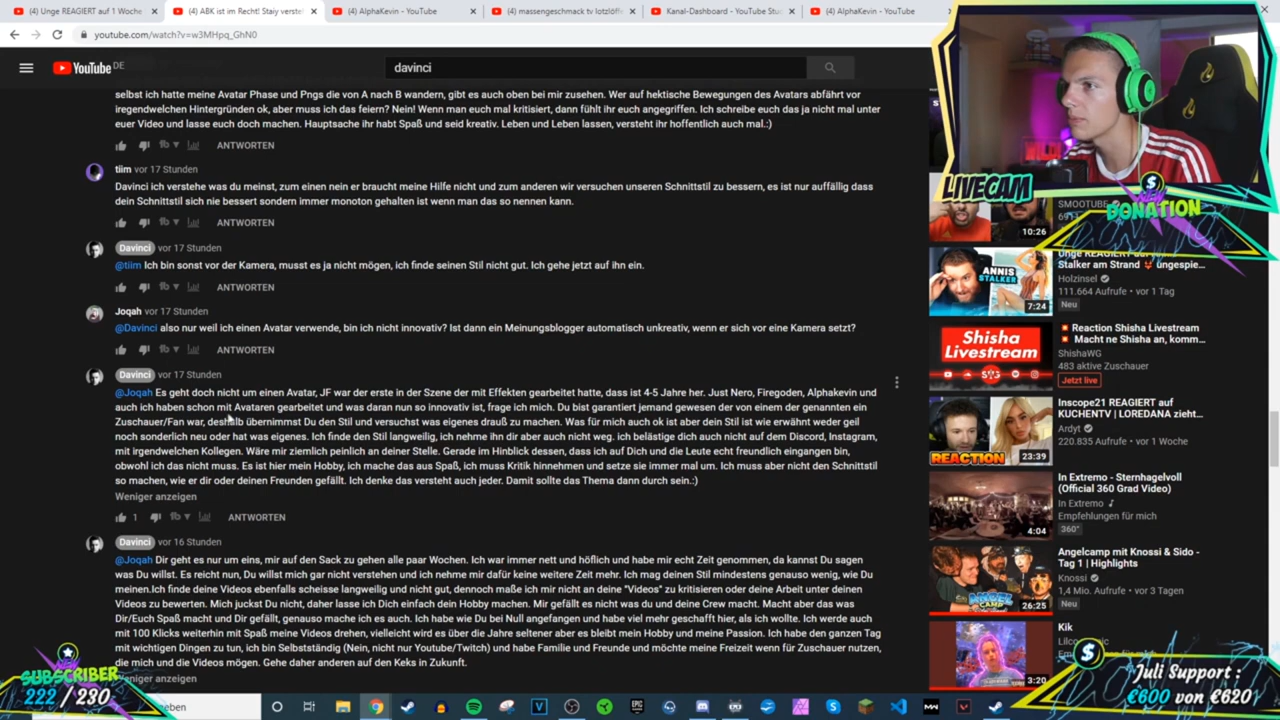 (4) Unge REAGIERT auf 1 Woche
(4) ABK ist im Recht! Staiy verste
(4) AlphaKevin - YouTube
(4) massengeschmack tv
Kanal-Dashboard - YouTube Stu
(4) AlphaKevin - YouTube
youtube.com/watch?v=w3MHpq_GhN0
YouTube DE
davinci
selbst ich hatte meine Avatar Phase und Pngs die von A nach B wandern, gibt es auch oben bei mir zusehen. Wer auf hektische Bewegungen des Avatars abfährt vor
iregendwelchen Hintergründen ok, aber muss ich das feiern? Nein! Wenn man euch mal kritisiert, dann fühlt ihr euch angegriffen. Ich schreibe euch das ja nicht mal unter
euer Video und lasse euch doch machen. Hauptsache ihr habt Spaß und seid kreativ. Leben und Leben lassen, versteht ihr hoffentlich auch mal.:)
ANTWORTEN
tiim vor 17 Stunden
Davinci ich verstehe was du meinst, zum einen nein er braucht meine Hilfe nicht und zum anderen wir versuchen unseren Schnittstil zu bessern, es ist nur auffällig dass
dein Schnittstil sich nie bessert sondern immer monoton gehalten ist wenn man das so nennen kann.
ANTWORTEN
Davinci vor 17 Stunden
@tiim Ich bin sonst vor der Kamera, musst es ja nicht mögen. Ich finde deinen Stil nicht gut. Ich gehe jetzt auf ihn ein.
ANTWORTEN
Joqah vor 17 Stunden
@Davinci also nur weil ich einen Avatar verwende, bin ich nicht innovativ? Ist dann ein Meinungsblogger automatisch unkreativ, wenn er sich vor eine Kamera setzt?
ANTWORTEN
Davinci vor 17 Stunden
@Joqah Es geht doch nicht um einen Avatar, JF war einer in der Szene der mit Effekten gearbeitet hatte, dass ist 4-5 Jahre her. Just Nero, Firegoden, Alphakevin und
auch ich haben schon mit Avataren gearbeitet und was daran nun so innovativ ist, frage ich mich. Du bist garantiert jemand gewesen der von einem der genannten ein
Zuschauer/Fan war, deshalb übernimmst Du den Stil und versuchst was eigenes drauß zu machen. Was für mich auch ok ist aber dein Stil ist wie erwähnt weder geil
noch sonderlich neu oder hat was eigenes. Ich finde den Stil langweilig, ich nehme ihn dir aber auch nicht weg. ich belästige dich auch nicht auf dem Discord, Instagram,
mit irgendwelchen Kollegen. Wäre mir ziemlich peinlich an deiner Stelle. Gerade im Hinblick dessen, dass ich auf Dich und die Leute echt freundlich eingangen bin,
obwohl ich das nicht muss. Es ist mein Hobby, ich mache das aus Spaß, ich muss Kritik hinnehmen und setze sie immer mal um. Ich muss aber nicht den Schnittstil
so machen, wie er dir oder deinen Freunden gefällt. Ich denke das versteht auch jeder. Damit sollte das Thema dann durch sein.:)
Weniger anzeigen
1 ANTWORTEN
Davinci vor 16 Stunden
@Joqah Dir geht es nur um eins, mir auf den Sack zu gehen alle paar Wochen. Ich war immer nett und höflich und habe mir echt Zeit genommen, da kannst Du sagen
was Du willst. Es reicht nun, Du willst mich gar nicht verstehen und ich nehme mir dafür keine weitere Zeit mehr. Ich mag deinen Stil mindestens genauso wenig, wie Du
meinen.Ich finde deine Videos ebenfalls scheisse langweilig und nicht gut, dennoch maße ich mir nicht an deine "Videos" zu kritisieren oder deine Arbeit unter deinen
Videos zu bewerten. Mich juckt Du nicht, daher lasse ich Dich einfach dein Hobby machen. Mir gefällt es nicht was du und deine Crew macht. Macht aber das was
Dir/Euch Spaß macht und Dir gefällt, genau das tue ich es auch. Ich habe wie Du bei Null angefangen und viel mehr geschafft hier, als ich wollte. Ich werde auch
mit 100 Klicks weiterhin mit Spaß meine Videos drehen, vielleicht wird es über die Jahre seltener aber es bleibt mein Hobby und meine Passion. Ich habe den ganzen Tag
mit wichtigen Dingen zu tun, ich bin Selbstständig (Nein nicht nur Youtube/Twitch) und habe Familie und Freunde und möchte meine Freizeit wenn für Zuschauer nutzen,
die mich und die Videos mögen. Gehe daher anderen auf den Keks in Zukunft.
Weniger anzeigen
LIVECAM
NEW
DONATION
SMOOTUBE
10:26
ANNIS
STALKER
7:24
Unge REAGIERT auf
Stalker am Strand ungespie...
Holzinsel
111.664 Aufrufe • vor 1 Tag
Neu
Shisha
Livestream
Reaction Shisha Livestream
Macht ne Shisha an, komm...
ShishaWG
483 aktive Zuschauer
Jetzt live
REACTION
23:39
Inscope21 REAGIERT auf
KUCHENTV | LOREDANA zieht...
Ardyt
220.835 Aufrufe • vor 1 Woche
4:04
In Extremo - Sternhagelvoll
(Official 360 Grad Video)
In Extremo
Empfehlungen für mich
360°
ANGEL
CAMP
26:25
Angelcamp mit Knossi & Sido -
Tag 1 | Highlights
Knossi
1,4 Mio. Aufrufe • vor 3 Tagen
Neu
3:20
Kik
NEW
SUBSCRIBER
222 / 230
Juli Support :
€600 von €620